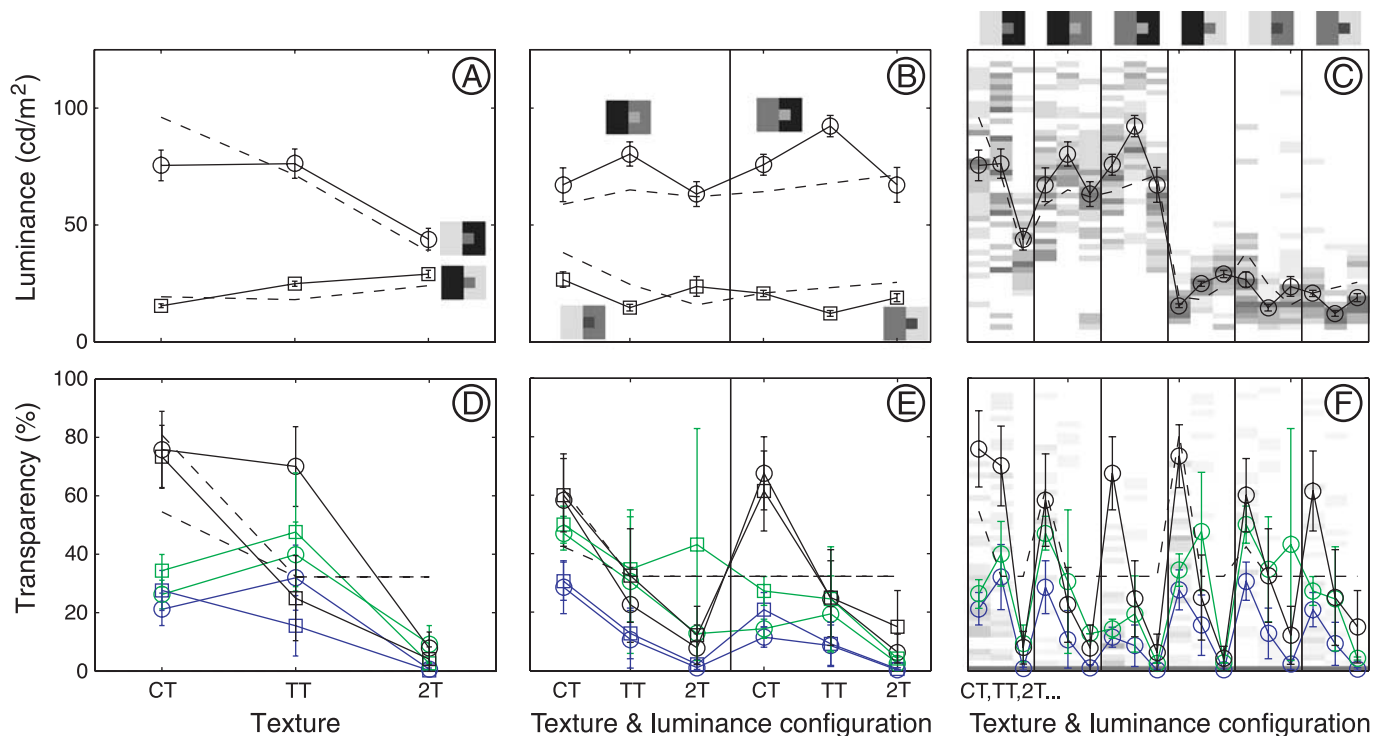 A
B
C
Luminance (cd/m²)
100
50
0
D
E
F
Transparency (%)
100
80
60
40
20
0
CT TT 2T
CT TT 2T CT TT 2T
CT,TT,2T...
Texture
Texture & luminance configuration
Texture & luminance configuration